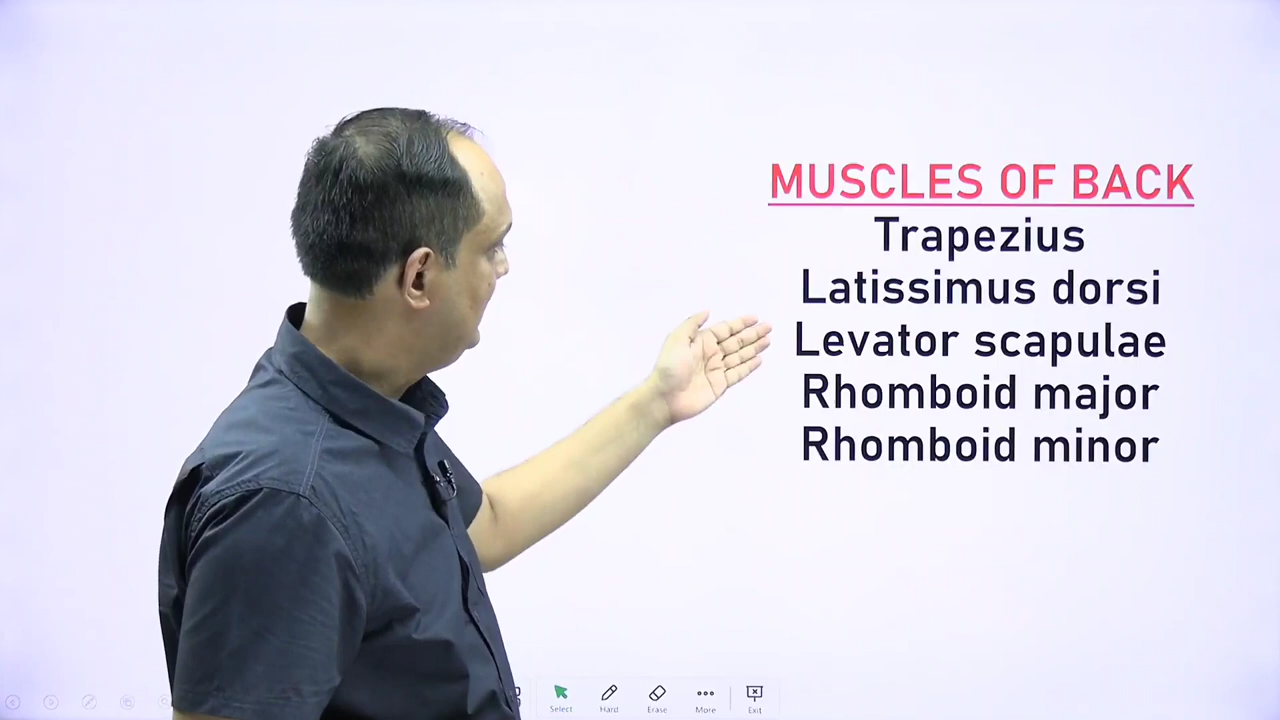 MUSCLES OF BACK
Trapezius
Latissimus dorsi
Levator scapulae
Rhomboid major
Rhomboid minor
Select
Hard
Erase
More
Exit